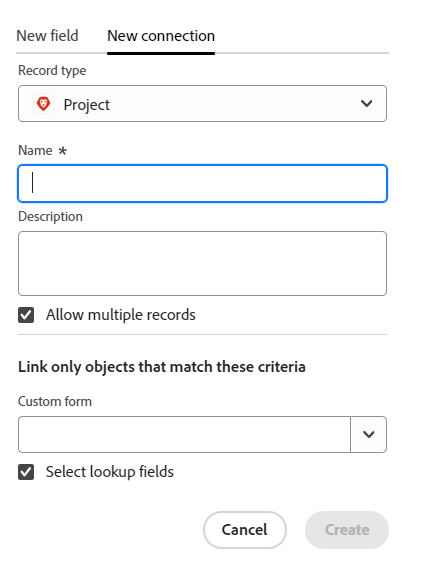 New field New connection
Record type
Project
Name *
Description
Allow multiple records
Link only objects that match these criteria
Custom form
Select lookup fields
Cancel Create